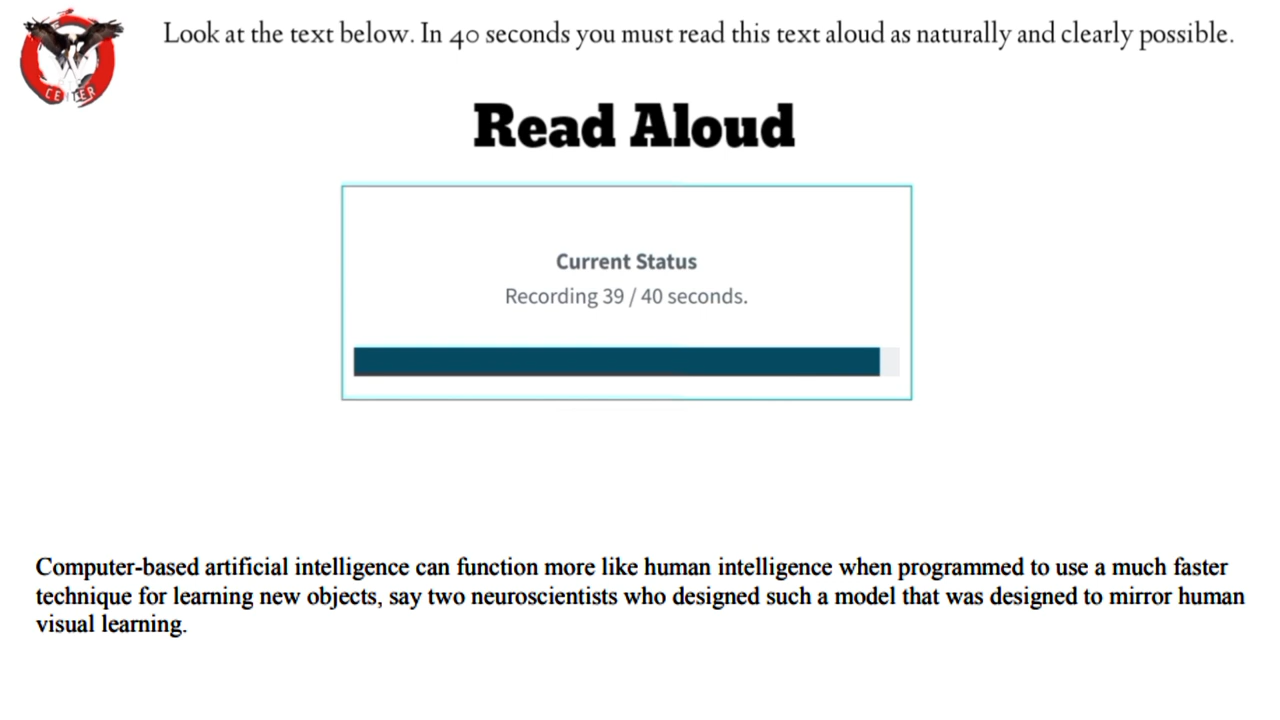 CENTER
Look at the text below. In 40 seconds you must read this text aloud as naturally and clearly possible.
Read Aloud
Current Status
Recording 39 / 40 seconds.
Computer-based artificial intelligence can function more like human intelligence when programmed to use a much faster
technique for learning new objects, say two neuroscientists who designed such a model that was designed to mirror human
visual learning.